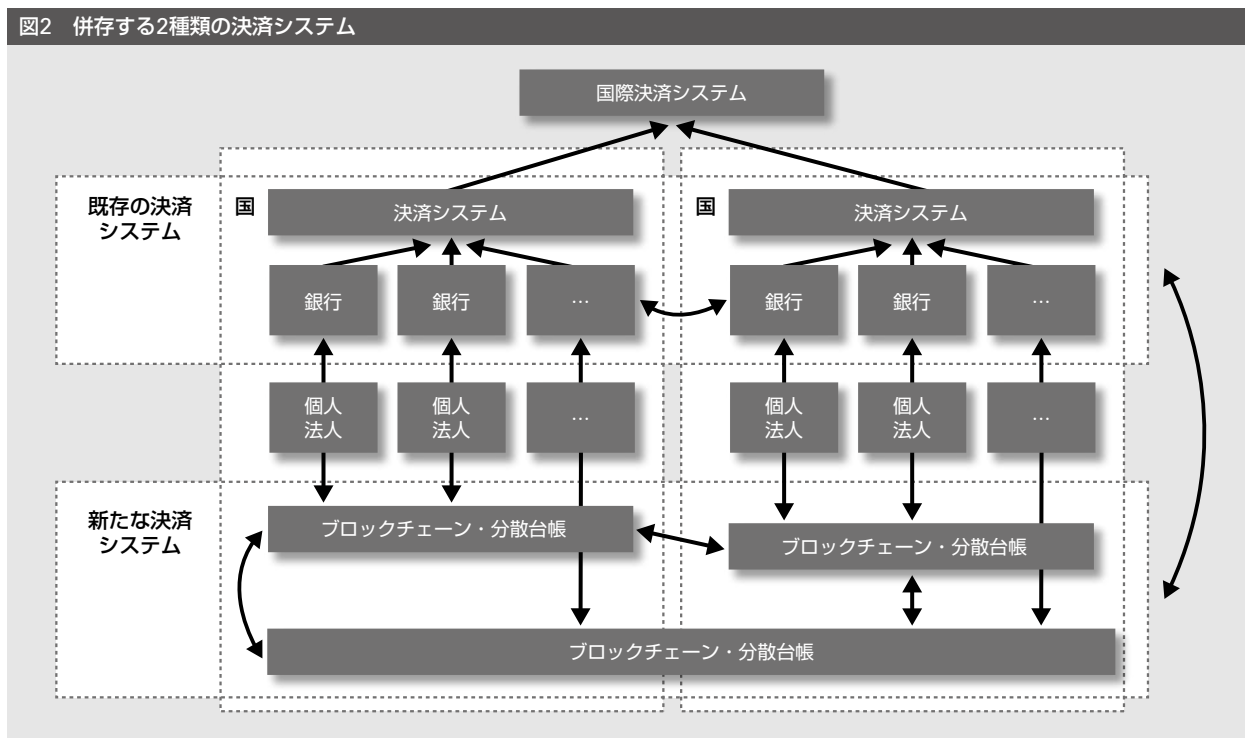 図2 併存する2種類の決済システム
国際決済システム
既存の決済
システム
国
決済システム
国
決済システム
銀行
銀行
…
銀行
銀行
…
個人
法人
個人
法人
…
個人
法人
個人
法人
…
新たな決済
システム
ブロックチェーン・分散台帳
ブロックチェーン・分散台帳
ブロックチェーン・分散台帳